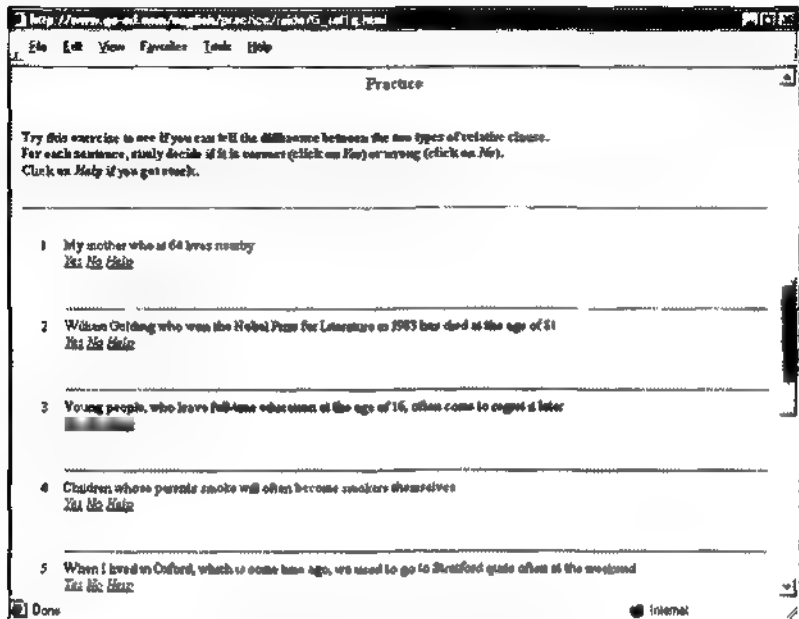 File Edit View Favorites Tools Help
Practice
Try this exercise to see if you can tell the difference between the two types of relative clause.
For each sentence, simply decide if it is correct (click on Yes) or wrong (click on No).
Click on Help if you get stuck.
1 My mother who is 64 lives nearby
Yes No Help
2 William Golding who won the Nobel Prize for Literature in 1983 has died at the age of 81
Yes No Help
3 Young people, who leave full-time education at the age of 16, often come to regret it later
4 Children whose parents smoke will often become smokers themselves
Yes No Help
5 When I lived in Oxford, which is some time ago, we used to go to Stratford quite often at the weekend
Yes No Help
Done Internet